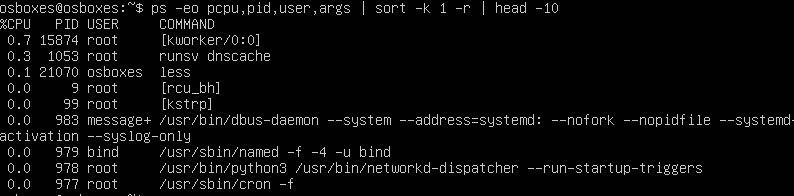 osboxes@osboxes:~$ ps -eo pcpu,pid,user,args | sort -k 1 -r | head -10
%CPU   PID USER     COMMAND
 0.7 15874 root     [kworker/0:0]
 0.3  1053 root     runsv dnscache
 0.1 21070 osboxes  less
 0.0     9 root     [rcu_bh]
 0.0    99 root     [kstrp]
 0.0   983 message+ /usr/bin/dbus-daemon --system --address=systemd: --nofork --nopidfile --systemd-
activation --syslog-only
 0.0   979 bind     /usr/sbin/named -f -4 -u bind
 0.0   978 root     /usr/bin/python3 /usr/bin/networkd-dispatcher --run-startup-triggers
 0.0   977 root     /usr/sbin/cron -f